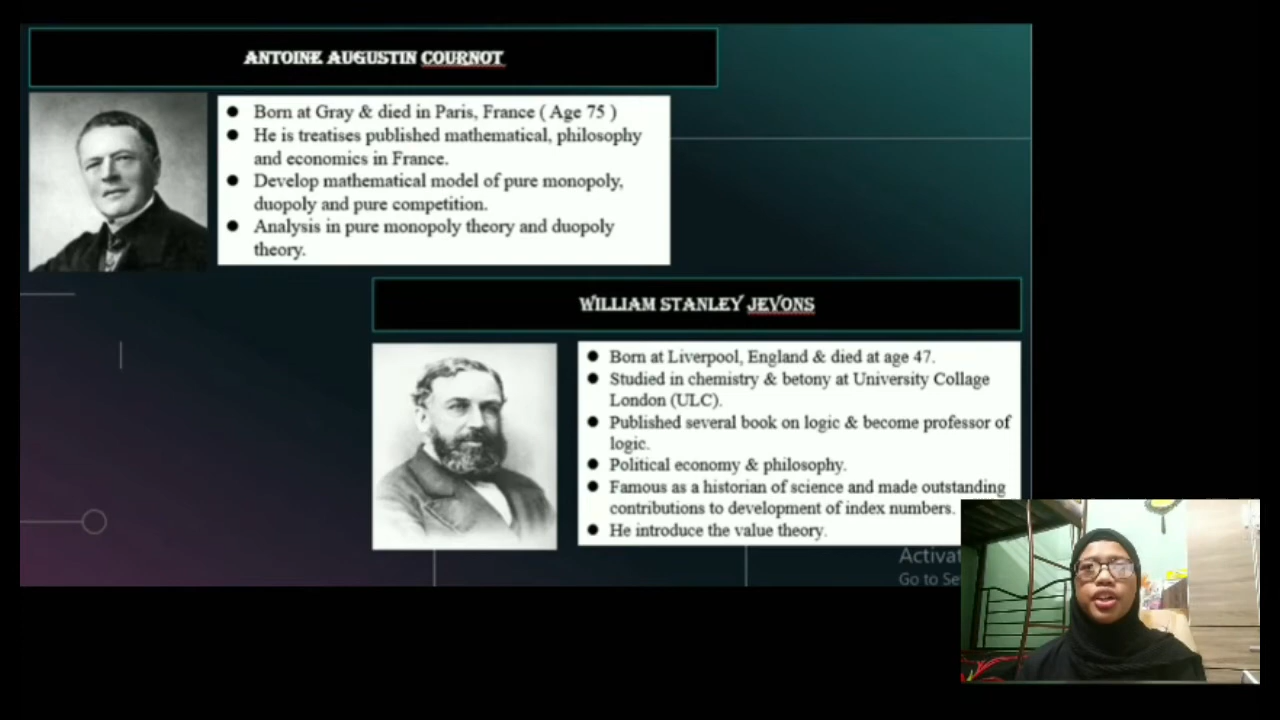 ANTOINE AUGUSTIN COURNOT
● Born at Gray & died in Paris, France ( Age 75 )
● He is treatises published mathematical, philosophy
and economics in France.
● Develop mathematical model of pure monopoly,
duopoly and pure competition.
● Analysis in pure monopoly theory and duopoly
theory.
WILLIAM STANLEY JEVONS
● Born at Liverpool, England & died at age 47.
● Studied in chemistry & betony at University Collage
London (ULC).
● Published several book on logic & become professor of
logic.
● Political economy & philosophy.
● Famous as a historian of science and made outstanding
contributions to development of index numbers.
● He introduce the value theory.
Activat
Go to Se